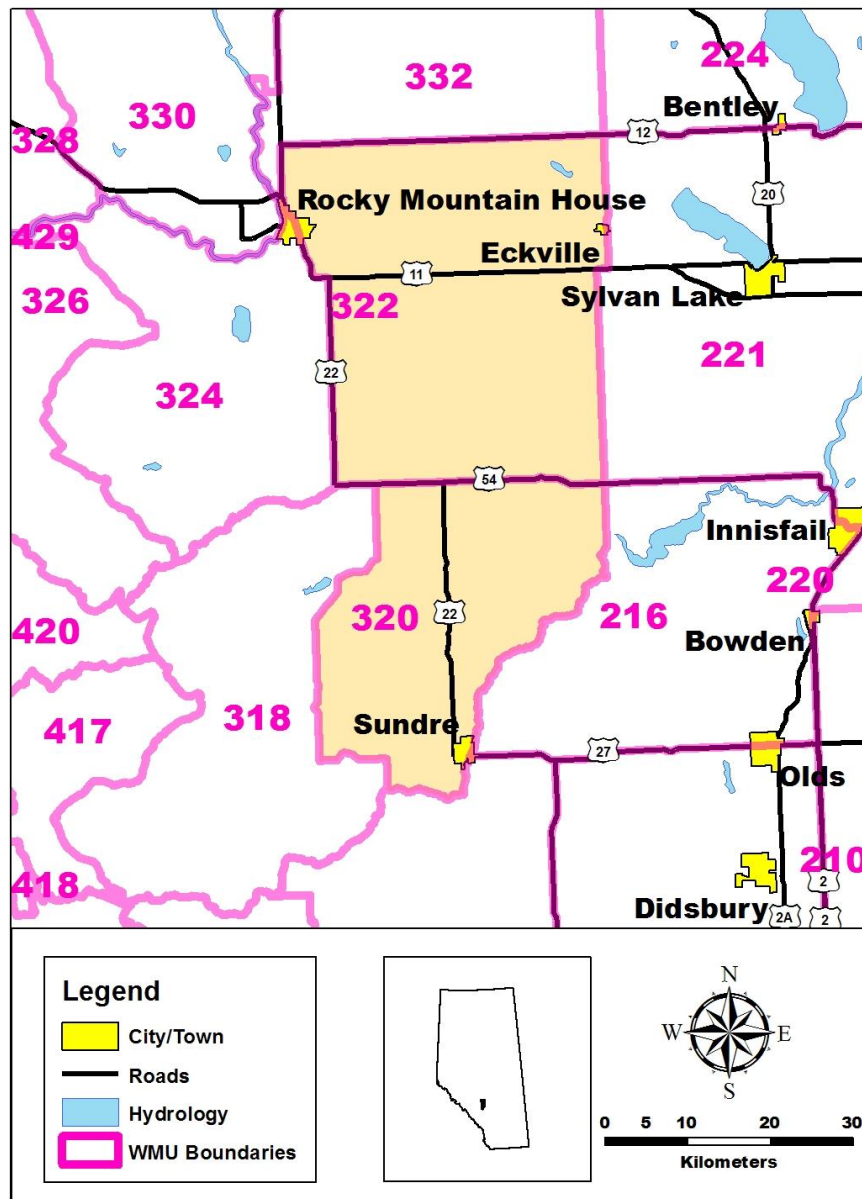 332
224
Bentley
330
12
328
20
Rocky Mountain House
429
Eckville
11
326
322
Sylvan Lake
221
22
324
54
Innisfail
220
22
320
216
420
Bowden
318
Sundre
417
27
Olds
418
210
2
Didsbury
2A
2
Legend
City/Town
Roads
Hydrology
WMU Boundaries
N
W E
S
0 5 10 20 30
Kilometers